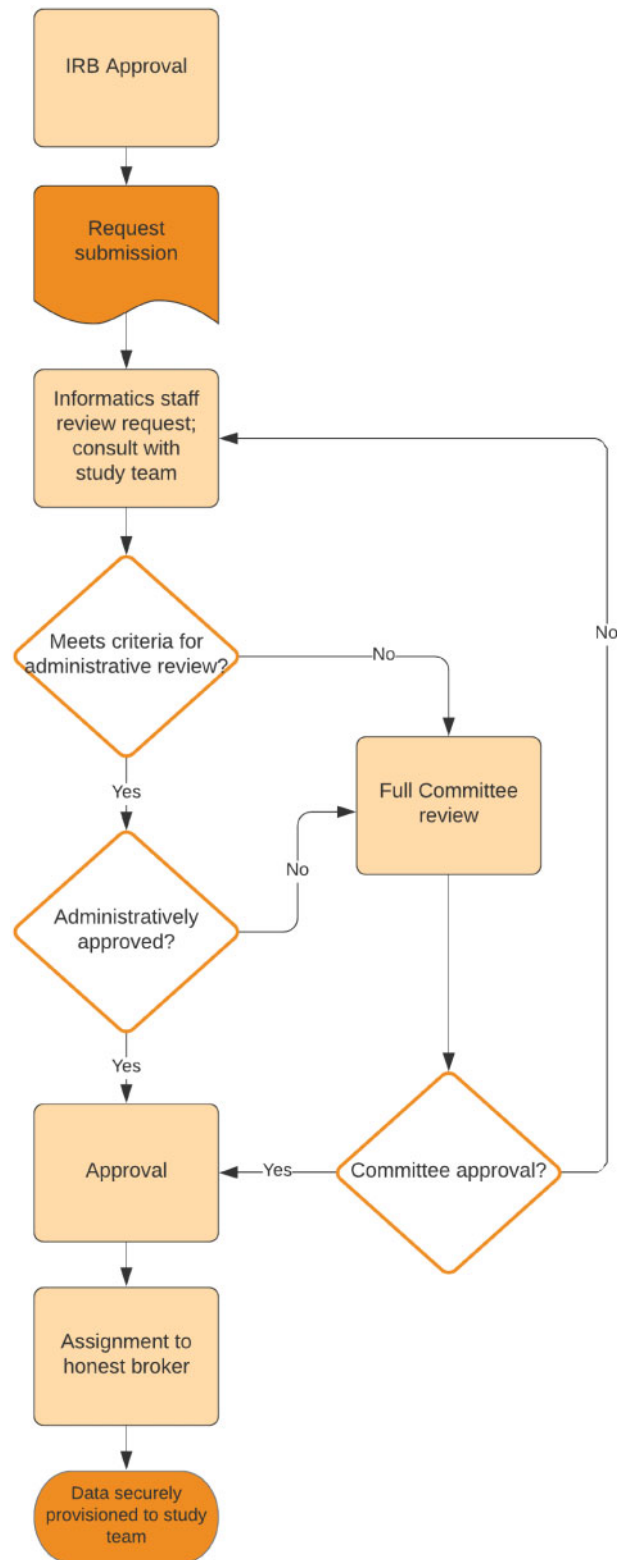 IRB Approval
Request
submission
Informatics staff
review request;
consult with
study team
No
Meets criteria for
administrative review?
No
Yes
Full Committee
review
No
Administratively
approved?
Yes
Approval
Yes
Committee approval?
Assignment to
honest broker
Data securely
provisioned to study
team